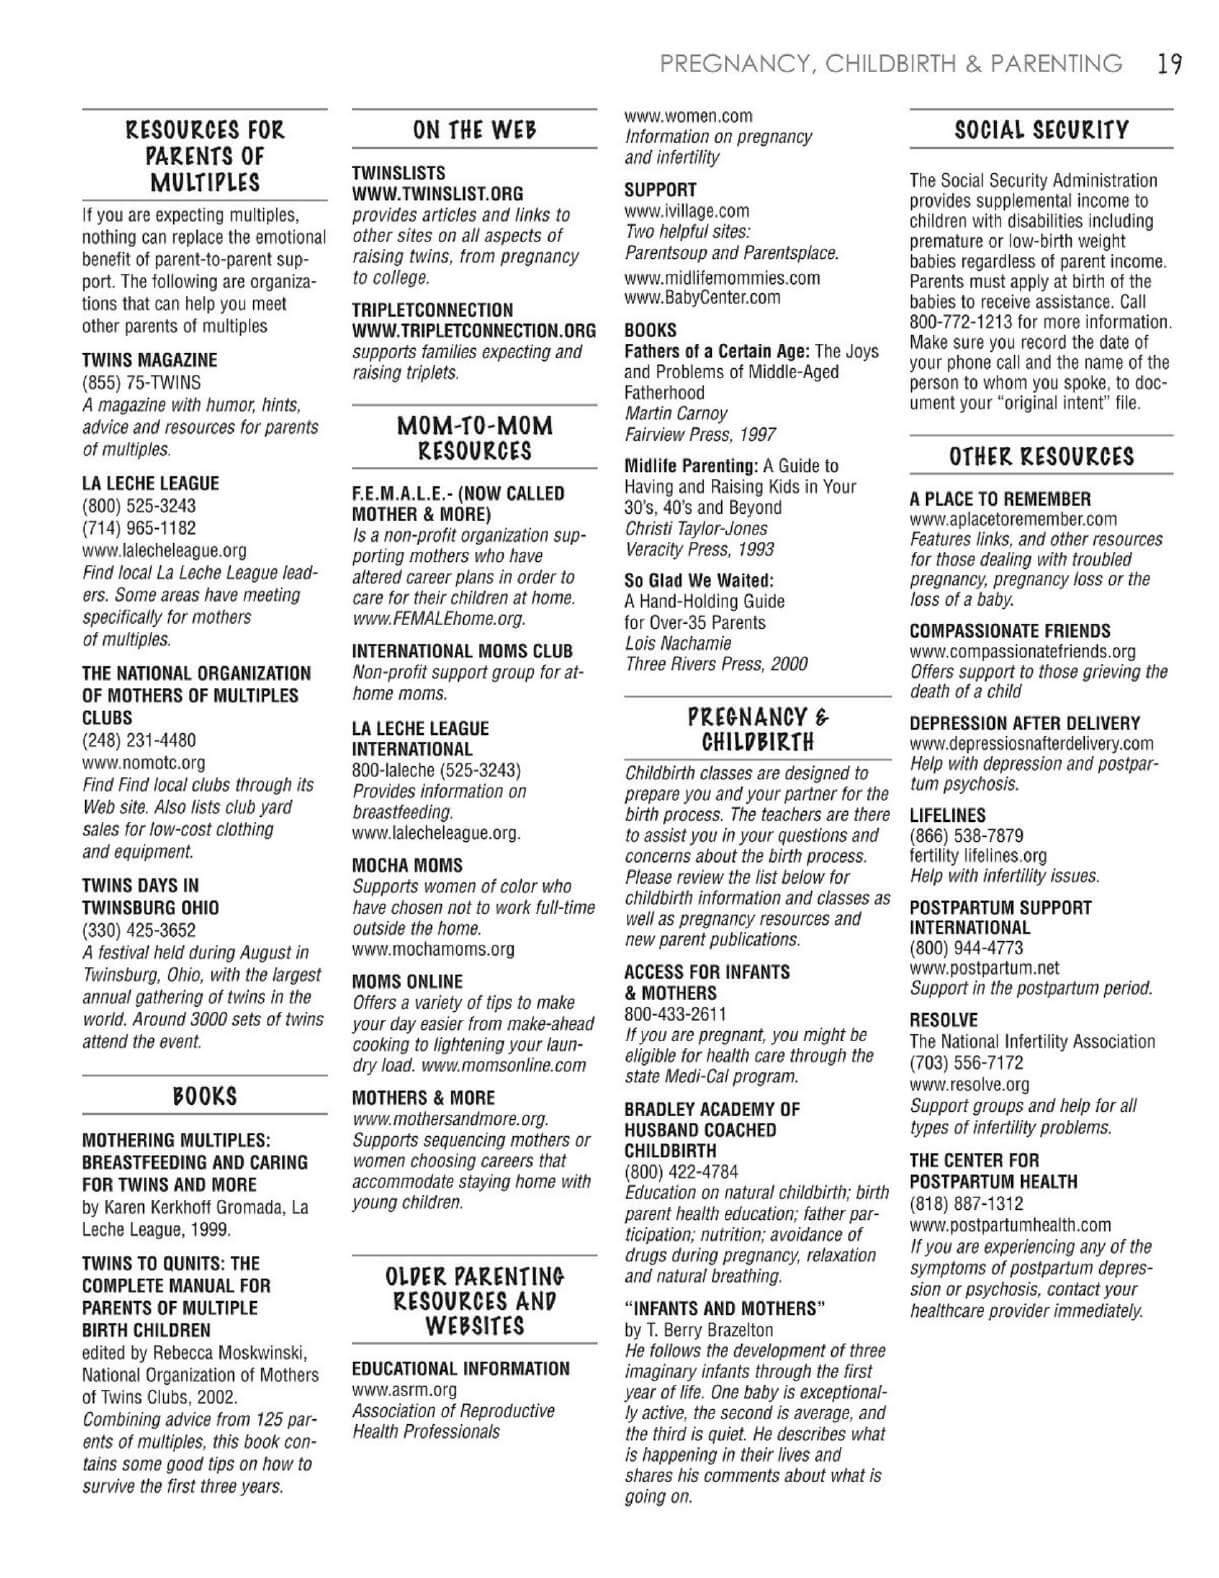 PREGNANCY, CHILDBIRTH & PARENTING 19
RESOURCES FOR
PARENTS OF
MULTIPLES
If you are expecting multiples,
nothing can replace the emotional
benefit of parent-to-parent sup-
port. The following are organiza-
tions that can help you meet
other parents of multiples
TWINS MAGAZINE
(855) 75-TWINS
A magazine with humor, hints,
advice and resources for parents
of multiples.
LA LECHE LEAGUE
(800) 525-3243
(714) 965-1182
www.lalecheleague.org
Find local La Leche League lead-
ers. Some areas have meeting
specifically for mothers
of multiples.
THE NATIONAL ORGANIZATION
OF MOTHERS OF MULTIPLES
CLUBS
(248) 231-4480
www.nomotc.org
Find Find local clubs through its
Web site. Also lists club yard
sales for low-cost clothing
and equipment.
TWINS DAYS IN
TWINSBURG OHIO
(330) 425-3652
A festival held during August in
Twinsburg, Ohio, with the largest
annual gathering of twins in the
world. Around 3000 sets of twins
attend the event.
BOOKS
MOTHERING MULTIPLES:
BREASTFEEDING AND CARING
FOR TWINS AND MORE
by Karen Kerkhoff Gromada, La
Leche League, 1999.
TWINS TO QUNITS: THE
COMPLETE MANUAL FOR
PARENTS OF MULTIPLE
BIRTH CHILDREN
edited by Rebecca Moskwinski,
National Organization of Mothers
of Twins Clubs, 2002.
Combining advice from 125 par-
ents of multiples, this book con-
tains some good tips on how to
survive the first three years.
ON THE WEB
TWINSLISTS
WWW.TWINSLIST.ORG
provides articles and links to
other sites on all aspects of
raising twins, from pregnancy
to college.
TRIPLETCONNECTION
WWW.TRIPLETCONNECTION.ORG
supports families expecting and
raising triplets.
MOM-TO-MOM
RESOURCES
F.E.M.A.L.E.- (NOW CALLED
MOTHER & MORE)
Is a non-profit organization sup-
porting mothers who have
altered career plans in order to
care for their children at home.
www.FEMALEhome.org.
INTERNATIONAL MOMS CLUB
Non-profit support group for at-
home moms.
LA LECHE LEAGUE
INTERNATIONAL
800-laleche (525-3243)
Provides information on
breastfeeding.
www.lalecheleague.org.
MOCHA MOMS
Supports women of color who
have chosen not to work full-time
outside the home.
www.mochamoms.org
MOMS ONLINE
Offers a variety of tips to make
your day easier from make-ahead
cooking to lightening your laun-
dry load. www.momsonline.com
MOTHERS & MORE
www.mothersandmore.org.
Supports sequencing mothers or
women choosing careers that
accommodate staying home with
young children.
OLDER PARENTING
RESOURCES AND
WEBSITES
EDUCATIONAL INFORMATION
www.asrm.org
Association of Reproductive
Health Professionals
www.women.com
Information on pregnancy
and infertility
SUPPORT
www.ivillage.com
Two helpful sites:
Parentsoup and Parentsplace.
www.midlifemommies.com
www.BabyCenter.com
BOOKS
Fathers of a Certain Age: The Joys
and Problems of Middle-Aged
Fatherhood
Martin Carnoy
Fairview Press, 1997
Midlife Parenting: A Guide to
Having and Raising Kids in Your
30's, 40's and Beyond
Christi Taylor-Jones
Veracity Press, 1993
So Glad We Waited:
A Hand-Holding Guide
for Over-35 Parents
Lois Nachamie
Three Rivers Press, 2000
PREGNANCY &
CHILDBIRTH
Childbirth classes are designed to
prepare you and your partner for the
birth process. The teachers are there
to assist you in your questions and
concerns about the birth process.
Please review the list below for
childbirth information and classes as
well as pregnancy resources and
new parent publications.
ACCESS FOR INFANTS
& MOTHERS
800-433-2611
If you are pregnant, you might be
eligible for health care through the
state Medi-Cal program.
BRADLEY ACADEMY OF
HUSBAND COACHED
CHILDBIRTH
(800) 422-4784
Education on natural childbirth; birth
parent health education; father par-
ticipation; nutrition; avoidance of
drugs during pregnancy, relaxation
and natural breathing.
"INFANTS AND MOTHERS"
by T. Berry Brazelton
He follows the development of three
imaginary infants through the first
year of life. One baby is exceptional-
ly active, the second is average, and
the third is quiet. He describes what
is happening in their lives and
shares his comments about what is
going on.
SOCIAL SECURITY
The Social Security Administration
provides supplemental income to
children with disabilities including
premature or low-birth weight
babies regardless of parent income.
Parents must apply at birth of the
babies to receive assistance. Call
800-772-1213 for more information.
Make sure you record the date of
your phone call and the name of the
person to whom you spoke, to doc-
ument your "original intent" file.
OTHER RESOURCES
A PLACE TO REMEMBER
www.aplacetoremember.com
Features links, and other resources
for those dealing with troubled
pregnancy, pregnancy loss or the
loss of a baby.
COMPASSIONATE FRIENDS
www.compassionatefriends.org
Offers support to those grieving the
death of a child
DEPRESSION AFTER DELIVERY
www.depressiosnafterdelivery.com
Help with depression and postpar-
tum psychosis.
LIFELINES
(866) 538-7879
fertility lifelines.org
Help with infertility issues.
POSTPARTUM SUPPORT
INTERNATIONAL
(800) 944-4773
www.postpartum.net
Support in the postpartum period.
RESOLVE
The National Infertility Association
(703) 556-7172
www.resolve.org
Support groups and help for all
types of infertility problems.
THE CENTER FOR
POSTPARTUM HEALTH
(818) 887-1312
www.postpartumhealth.com
If you are experiencing any of the
symptoms of postpartum depres-
sion or psychosis, contact your
healthcare provider immediately.